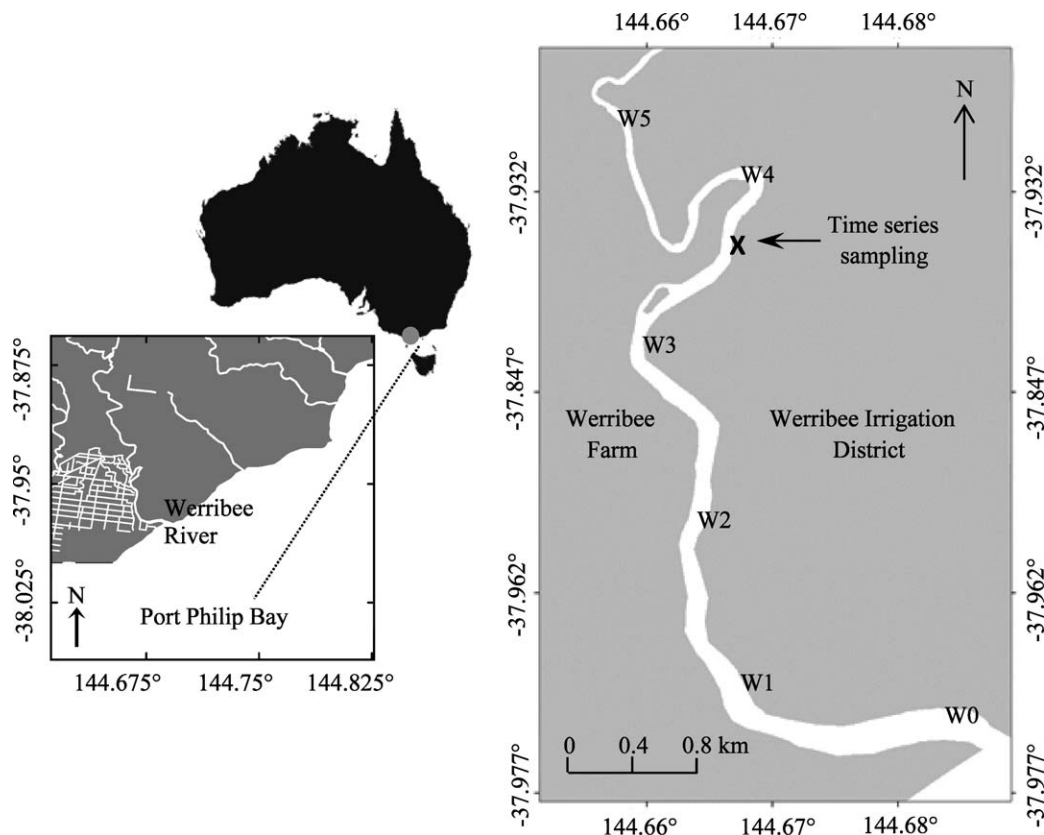 -37.875°
-37.95°
-38.025°
Werribee
River
N
Port Philip Bay
144.675°
144.75°
144.825°
144.66°
144.67°
144.68°
N
W5
W4
-37.932°
-37.932°
Time series
sampling
X
W3
-37.847°
-37.847°
Werribee
Farm
Werribee Irrigation
District
W2
-37.962°
-37.962°
W1
W0
0 0.4 0.8 km
-37.977°
-37.977°
144.66°
144.67°
144.68°